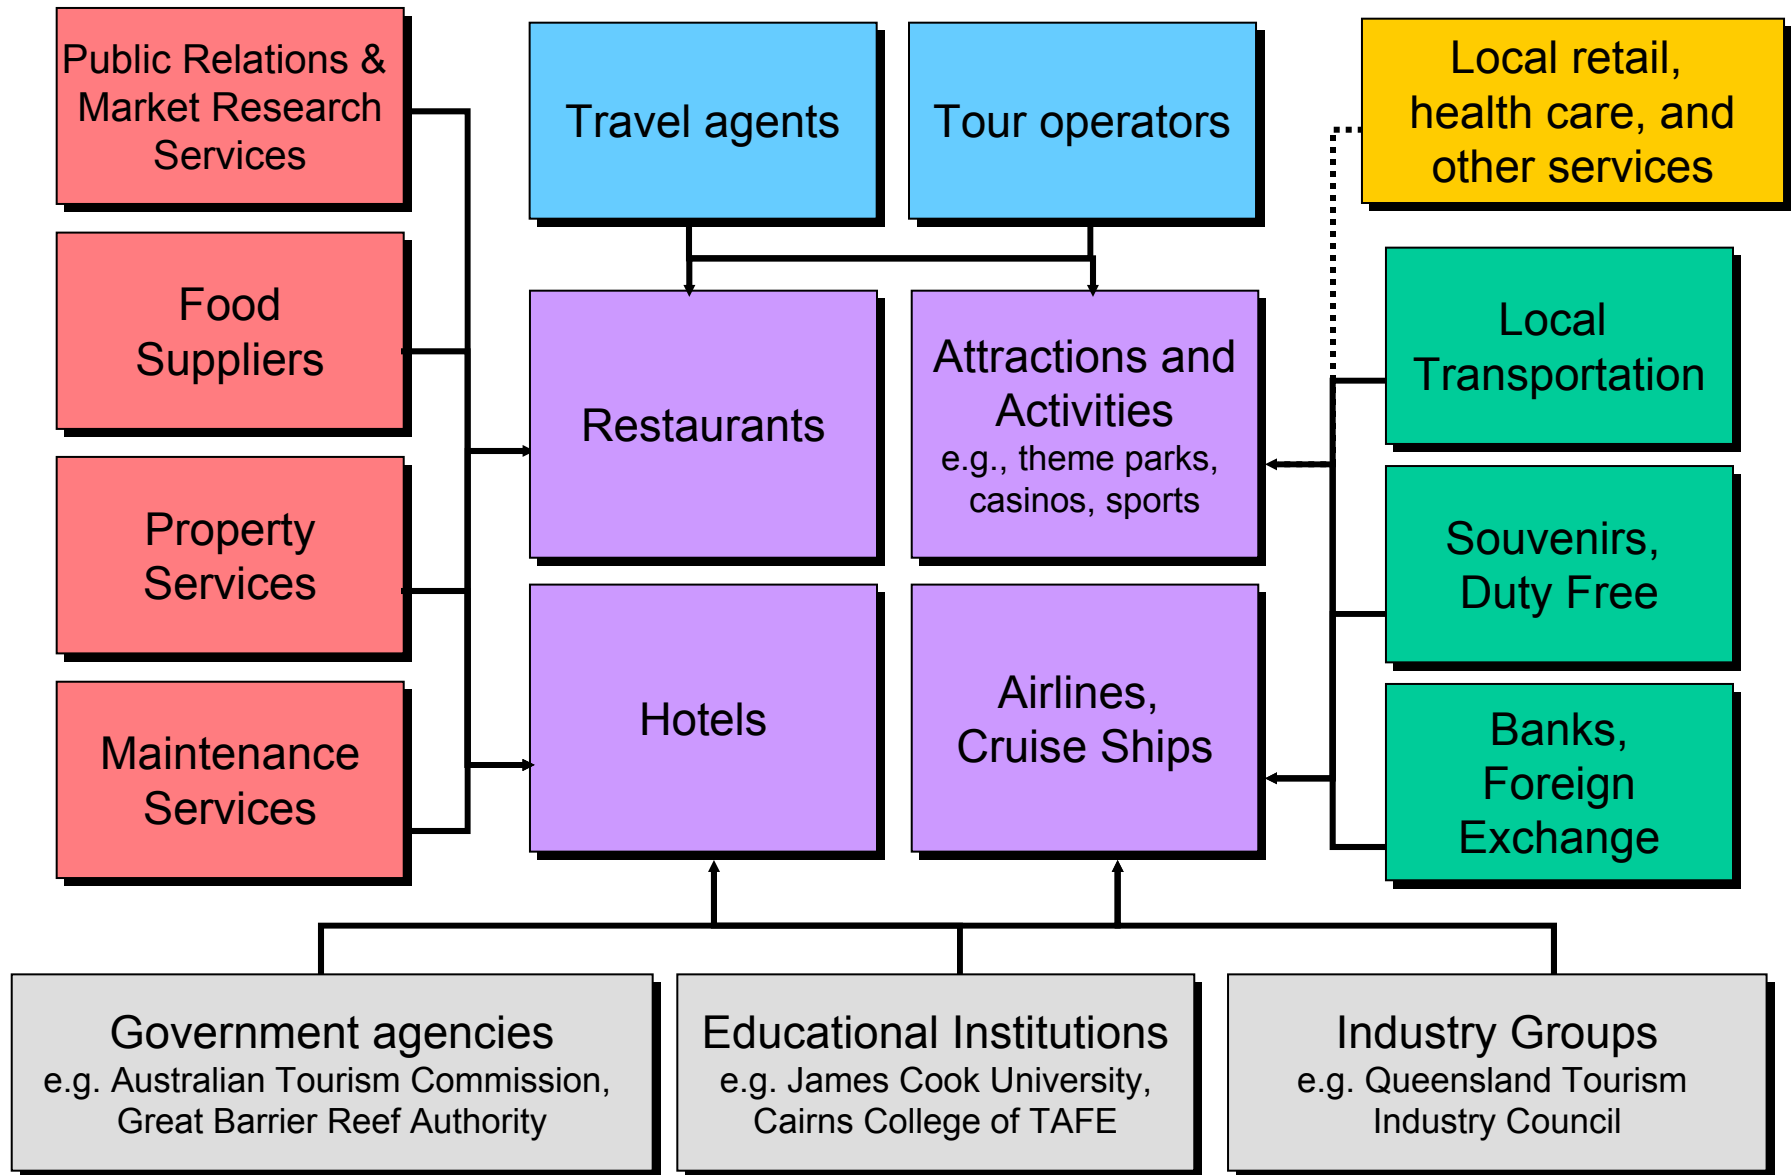 Public Relations &
Market Research
Services
Travel agents
Tour operators
Local retail,
health care, and
other services
Food
Suppliers
Restaurants
Attractions and
Activities
e.g., theme parks,
casinos, sports
Local
Transportation
Property
Services
Souvenirs,
Duty Free
Maintenance
Services
Hotels
Airlines,
Cruise Ships
Banks,
Foreign
Exchange
Government agencies
e.g. Australian Tourism Commission,
Great Barrier Reef Authority
Educational Institutions
e.g. James Cook University,
Cairns College of TAFE
Industry Groups
e.g. Queensland Tourism
Industry Council